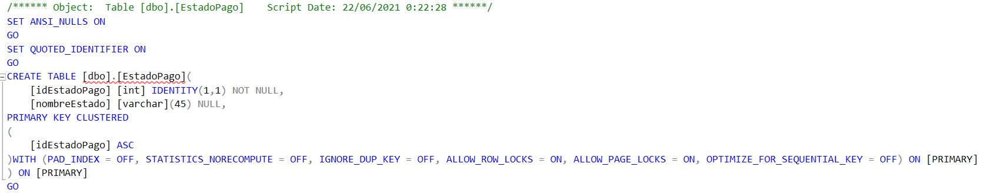 /****** Object:  Table [dbo].[EstadoPago]    Script Date: 22/06/2021 0:22:28 ******/
SET ANSI_NULLS ON
GO
SET QUOTED_IDENTIFIER ON
GO
CREATE TABLE [dbo].[EstadoPago](
    [idEstadoPago] [int] IDENTITY(1,1) NOT NULL,
    [nombreEstado] [varchar](45) NULL,
PRIMARY KEY CLUSTERED
(
    [idEstadoPago] ASC
)WITH (PAD_INDEX = OFF, STATISTICS_NORECOMPUTE = OFF, IGNORE_DUP_KEY = OFF, ALLOW_ROW_LOCKS = ON, ALLOW_PAGE_LOCKS = ON, OPTIMIZE_FOR_SEQUENTIAL_KEY = OFF) ON [PRIMARY]
) ON [PRIMARY]
GO